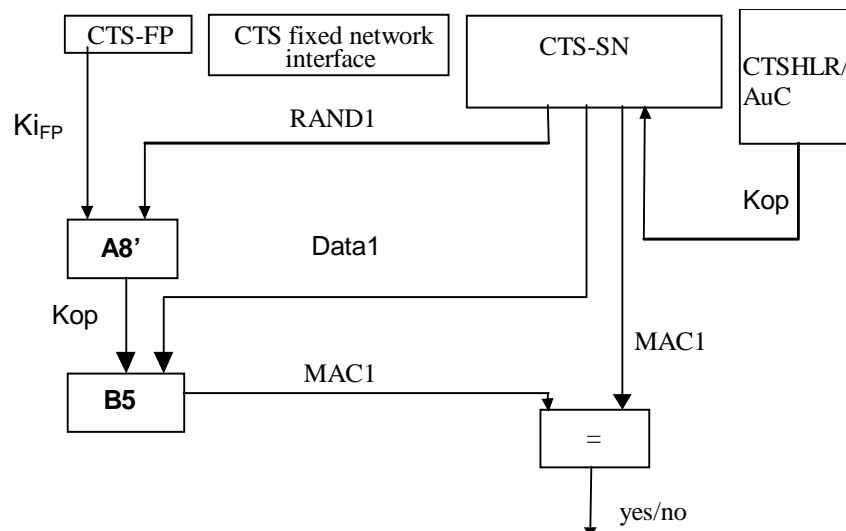 CTS-FP
CTS fixed network
interface
CTS-SN
CTSHLR/
AuC
KiFP
RAND1
Kop
A8’
Data1
Kop
MAC1
B5
MAC1
=
yes/no